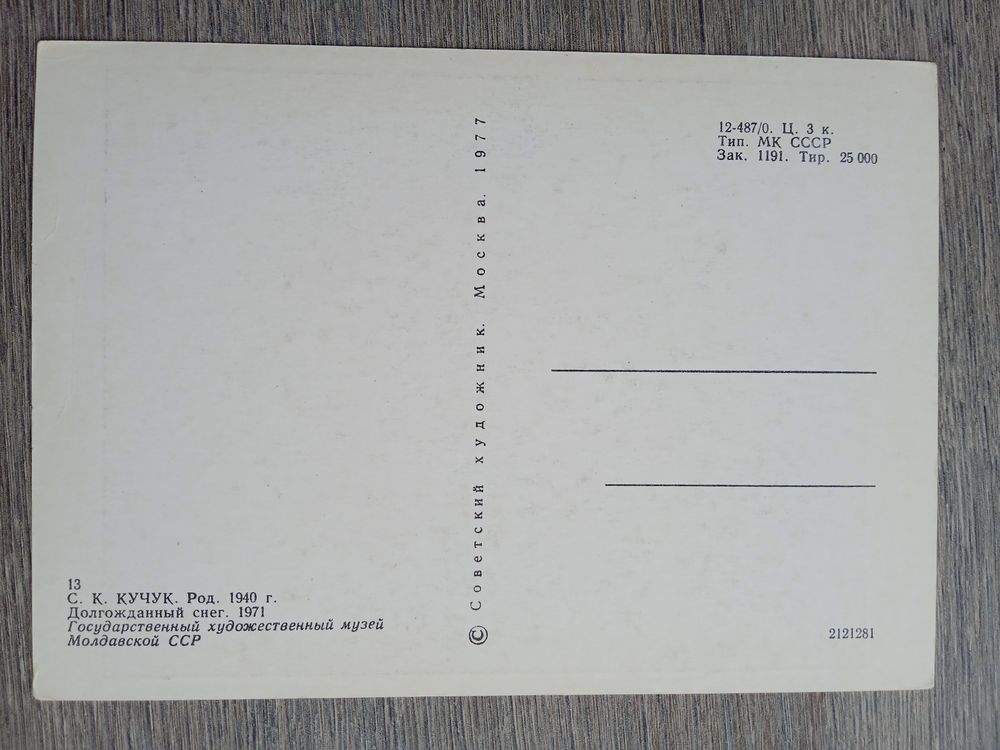 12-487/0. Ц. 3 к.
Тип. МК СССР
Зак. 1191. Тир. 25 000
© Советский художник. Москва. 1977
13
С. К. КУЧУК. Род. 1940 г.
Долгожданный снег. 1971
Государственный художественный музей
Молдавской ССР
2121281